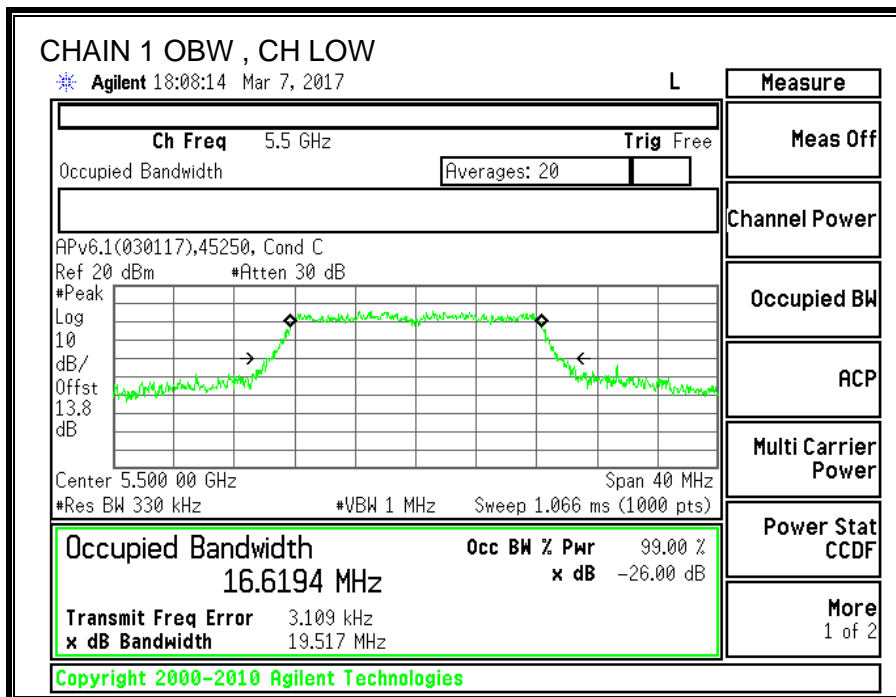 CHAIN 1 OBW , CH LOW
Agilent 18:08:14 Mar 7, 2017 L
Measure
Ch Freq 5.5 GHz Trig Free
Occupied Bandwidth Averages: 20
APv6.1(030117),45250, Cond C
Ref 20 dBm #Atten 30 dB
#Peak
Log
10
dB/
Offst
13.8
dB
Center 5.500 00 GHz Span 40 MHz
#Res BW 330 kHz #VBW 1 MHz Sweep 1.066 ms (1000 pts)
Occupied Bandwidth Occ BW % Pwr 99.00 %
16.6194 MHz x dB -26.00 dB
Transmit Freq Error 3.109 kHz
x dB Bandwidth 19.517 MHz
Meas Off
Channel Power
Occupied BW
ACP
Multi Carrier
Power
Power Stat
CCDF
More
1 of 2
Copyright 2000-2010 Agilent Technologies